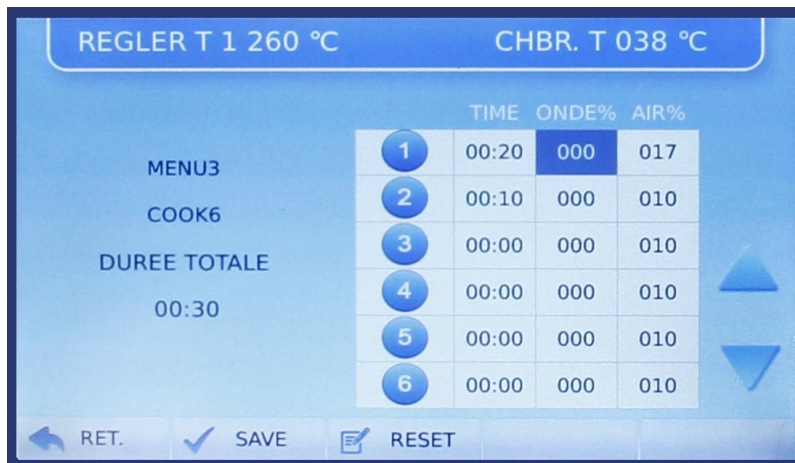 REGLER T 1 260 ℃ CHBR. T 038 ℃
TIME ONDE% AIR%
1 00:20 000 017
MENU3
2 00:10 000 010
COOK6
3 00:00 000 010
DUREE TOTALE
4 00:00 000 010
00:30
5 00:00 000 010
6 00:00 000 010
RET. SAVE RESET